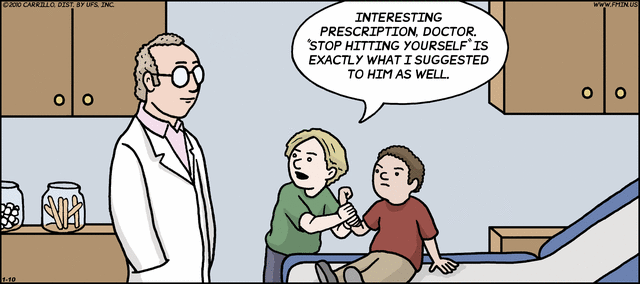 ©2010 CARRILLO, DIST. BY UFS, INC.
WWW.FMIN.US
INTERESTING
PRESCRIPTION, DOCTOR.
"STOP HITTING YOURSELF" IS
EXACTLY WHAT I SUGGESTED
TO HIM AS WELL.
1-10